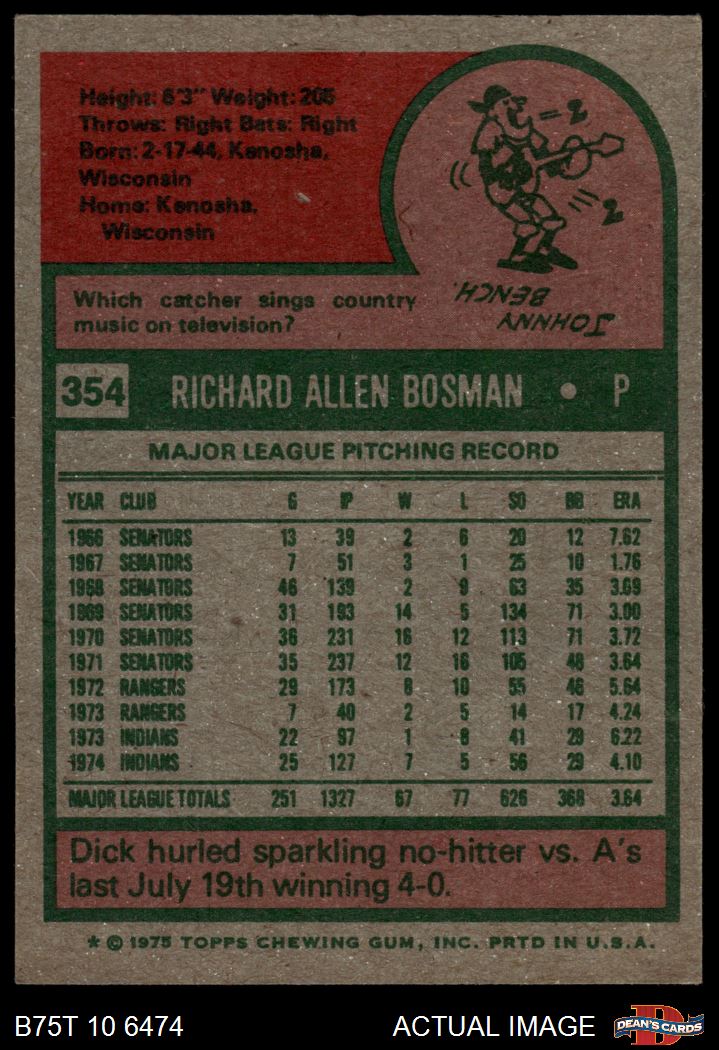 Height: 6'3" Weight: 205
Throws: Right Bats: Right
Born: 2-17-44, Kenosha,
Wisconsin
Home: Kenosha,
Wisconsin
Which catcher sings country
music on television?
JOHNNY
BENCH.
354 RICHARD ALLEN BOSMAN • P
MAJOR LEAGUE PITCHING RECORD
YEAR CLUB G IP W L SO BB ERA
1966 SENATORS 13 39 2 6 20 12 7.62
1967 SENATORS 7 51 3 1 25 10 1.76
1968 SENATORS 46 139 2 9 63 35 3.69
1969 SENATORS 31 193 14 5 134 71 3.00
1970 SENATORS 36 231 16 12 113 71 3.72
1971 SENATORS 35 237 12 16 106 48 3.64
1972 RANGERS 29 173 8 10 55 46 5.64
1973 RANGERS 7 40 2 5 14 17 4.24
1973 INDIANS 22 97 1 8 41 29 6.22
1974 INDIANS 25 127 7 5 56 29 4.10
MAJOR LEAGUE TOTALS 251 1327 67 77 626 368 3.64
Dick hurled sparkling no-hitter vs. A's
last July 19th winning 4-0.
* © 1975 TOPPS CHEWING GUM, INC. PRTD IN U.S.A.
B75T 10 6474 ACTUAL IMAGE DEAN'S CARDS